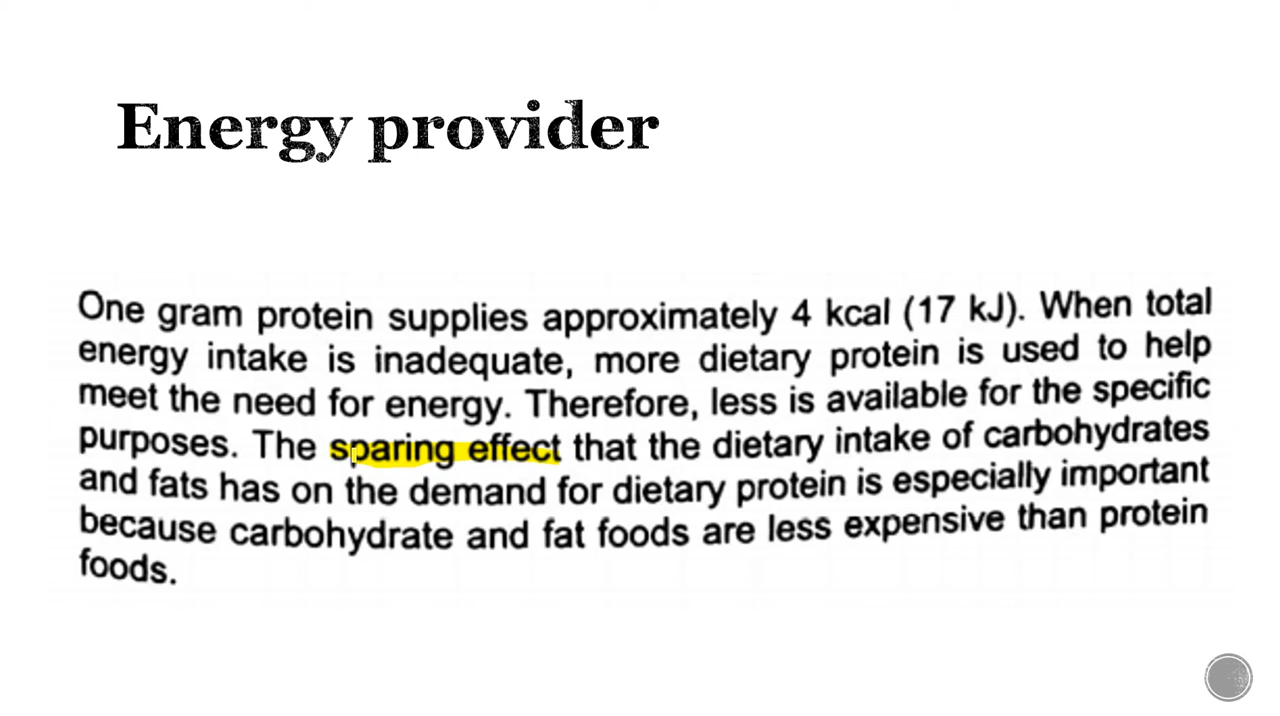 Energy provider
One gram protein supplies approximately 4 kcal (17 kJ). When total
energy intake is inadequate, more dietary protein is used to help
meet the need for energy. Therefore, less is available for the specific
purposes. The sparing effect that the dietary intake of carbohydrates
and fats has on the demand for dietary protein is especially important
because carbohydrate and fat foods are less expensive than protein
foods.